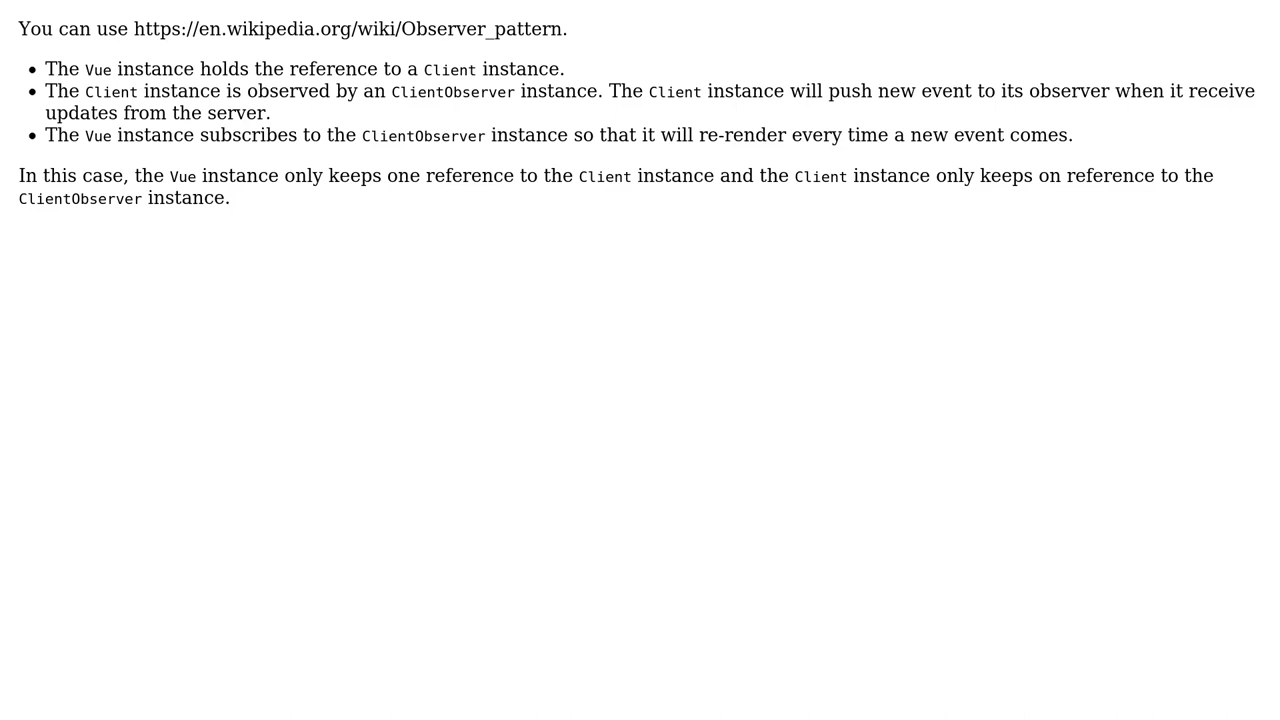 You can use https://en.wikipedia.org/wiki/Observer_pattern.
• The Vue instance holds the reference to a Client instance.
• The Client instance is observed by an ClientObserver instance. The Client instance will push new event to its observer when it receive
updates from the server.
• The Vue instance subscribes to the ClientObserver instance so that it will re-render every time a new event comes.
In this case, the Vue instance only keeps one reference to the Client instance and the Client instance only keeps on reference to the
ClientObserver instance.